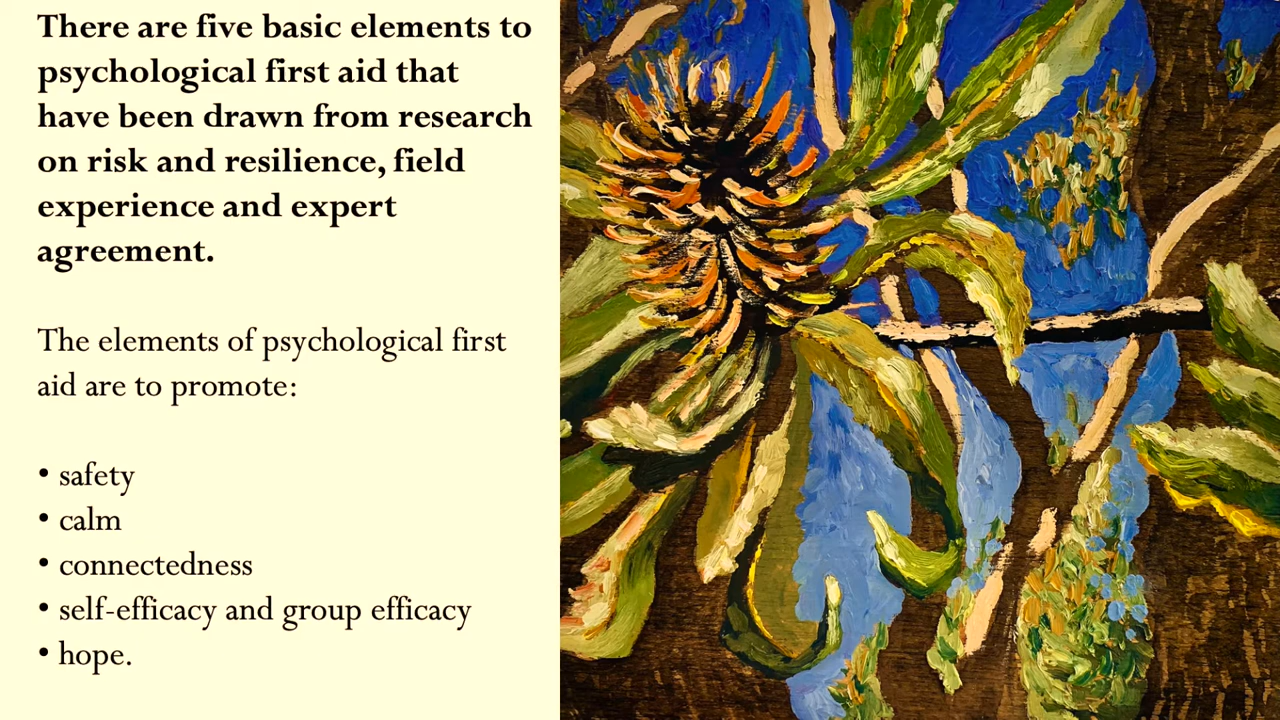 There are five basic elements to
psychological first aid that
have been drawn from research
on risk and resilience, field
experience and expert
agreement.
The elements of psychological first
aid are to promote:
• safety
• calm
• connectedness
• self-efficacy and group efficacy
• hope.